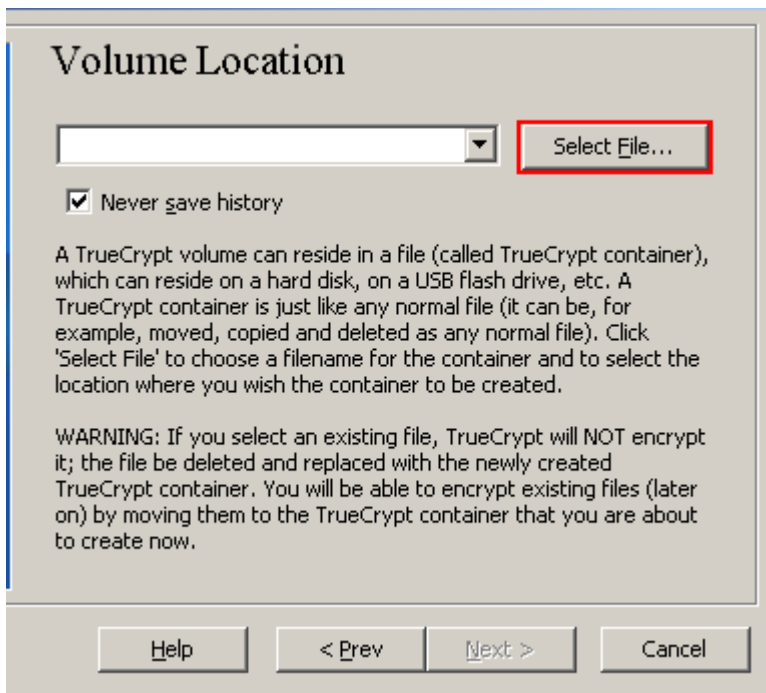 Volume Location
Select File...
Never save history
A TrueCrypt volume can reside in a file (called TrueCrypt container),
which can reside on a hard disk, on a USB flash drive, etc. A
TrueCrypt container is just like any normal file (it can be, for
example, moved, copied and deleted as any normal file). Click
'Select File' to choose a filename for the container and to select the
location where you wish the container to be created.
WARNING: If you select an existing file, TrueCrypt will NOT encrypt
it; the file be deleted and replaced with the newly created
TrueCrypt container. You will be able to encrypt existing files (later
on) by moving them to the TrueCrypt container that you are about
to create now.
Help
< Prev
Next >
Cancel